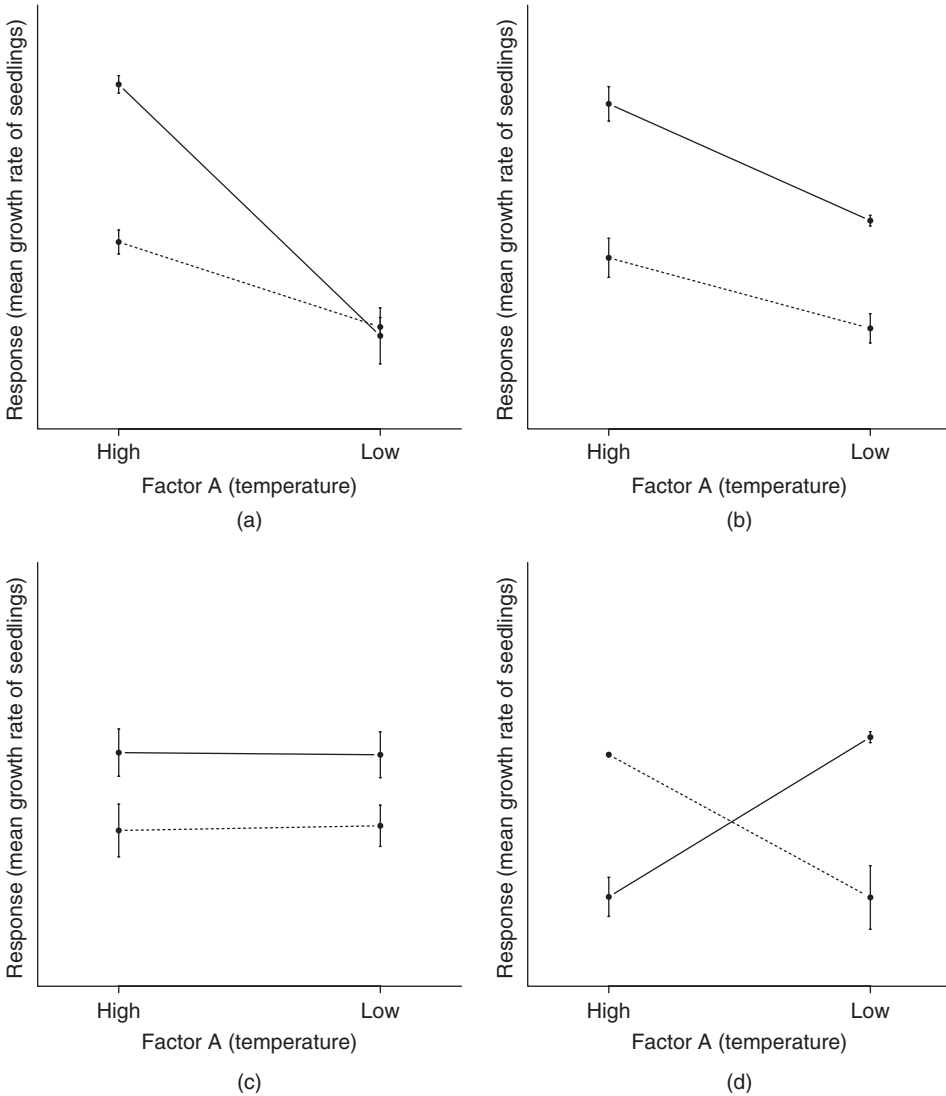 Response (mean growth rate of seedlings)
High
Low
Factor A (temperature)
(a)
Response (mean growth rate of seedlings)
High
Low
Factor A (temperature)
(b)
Response (mean growth rate of seedlings)
High
Low
Factor A (temperature)
(c)
Response (mean growth rate of seedlings)
High
Low
Factor A (temperature)
(d)